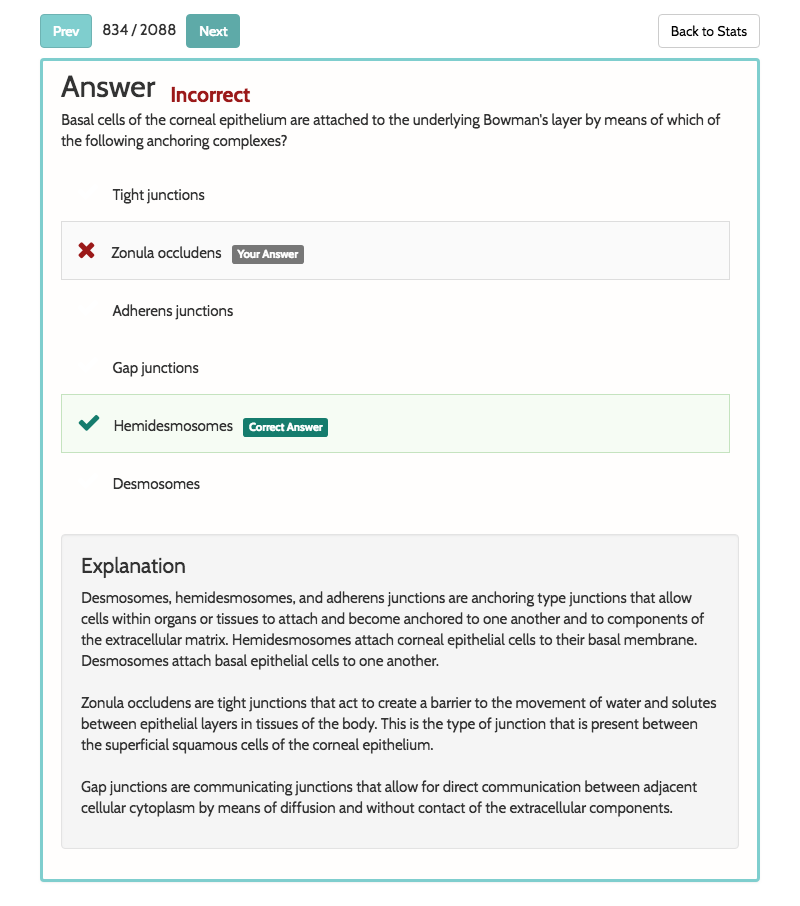 Prev 834 / 2088 Next Back to Stats
Answer Incorrect
Basal cells of the corneal epithelium are attached to the underlying Bowman's layer by means of which of
the following anchoring complexes?
Tight junctions
Zonula occludens Your Answer
Adherens junctions
Gap junctions
Hemidesmosomes Correct Answer
Desmosomes
Explanation
Desmosomes, hemidesmosomes, and adherens junctions are anchoring type junctions that allow
cells within organs or tissues to attach and become anchored to one another and to components of
the extracellular matrix. Hemidesmosomes attach corneal epithelial cells to their basal membrane.
Desmosomes attach basal epithelial cells to one another.
Zonula occludens are tight junctions that act to create a barrier to the movement of water and solutes
between epithelial layers in tissues of the body. This is the type of junction that is present between
the superficial squamous cells of the corneal epithelium.
Gap junctions are communicating junctions that allow for direct communication between adjacent
cellular cytoplasm by means of diffusion and without contact of the extracellular components.